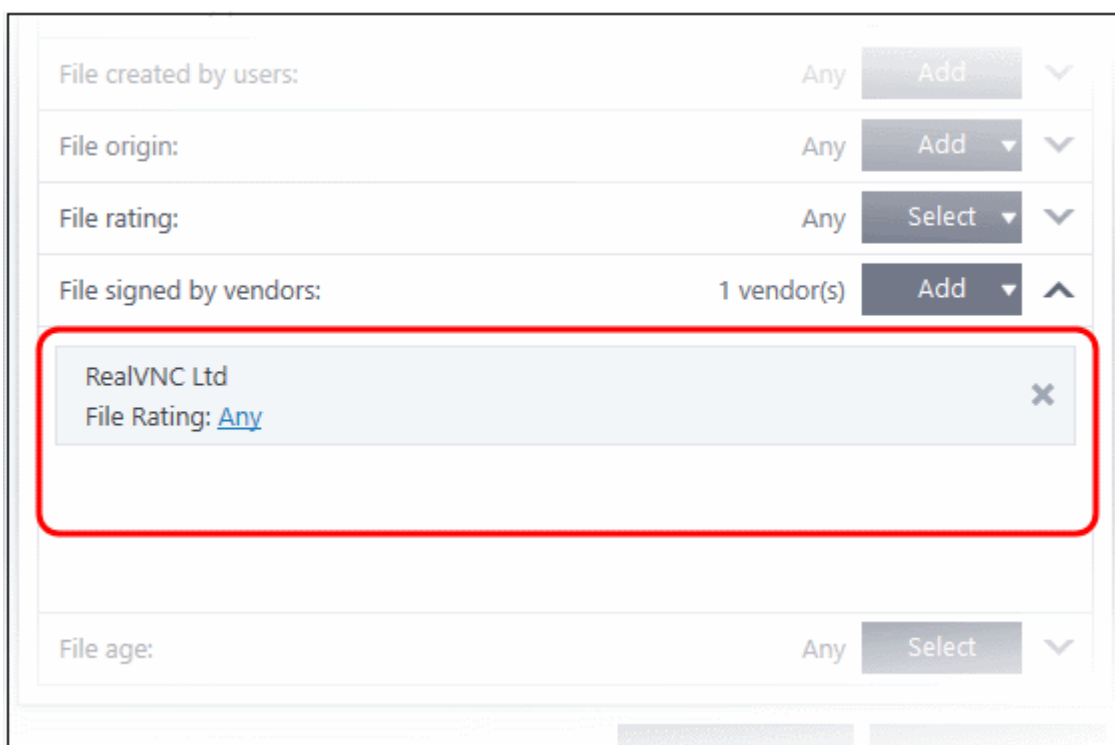 File created by users: Any Add
File origin: Any Add
File rating: Any Select
File signed by vendors: 1 vendor(s) Add
RealVNC Ltd
File Rating: Any
File age: Any Select